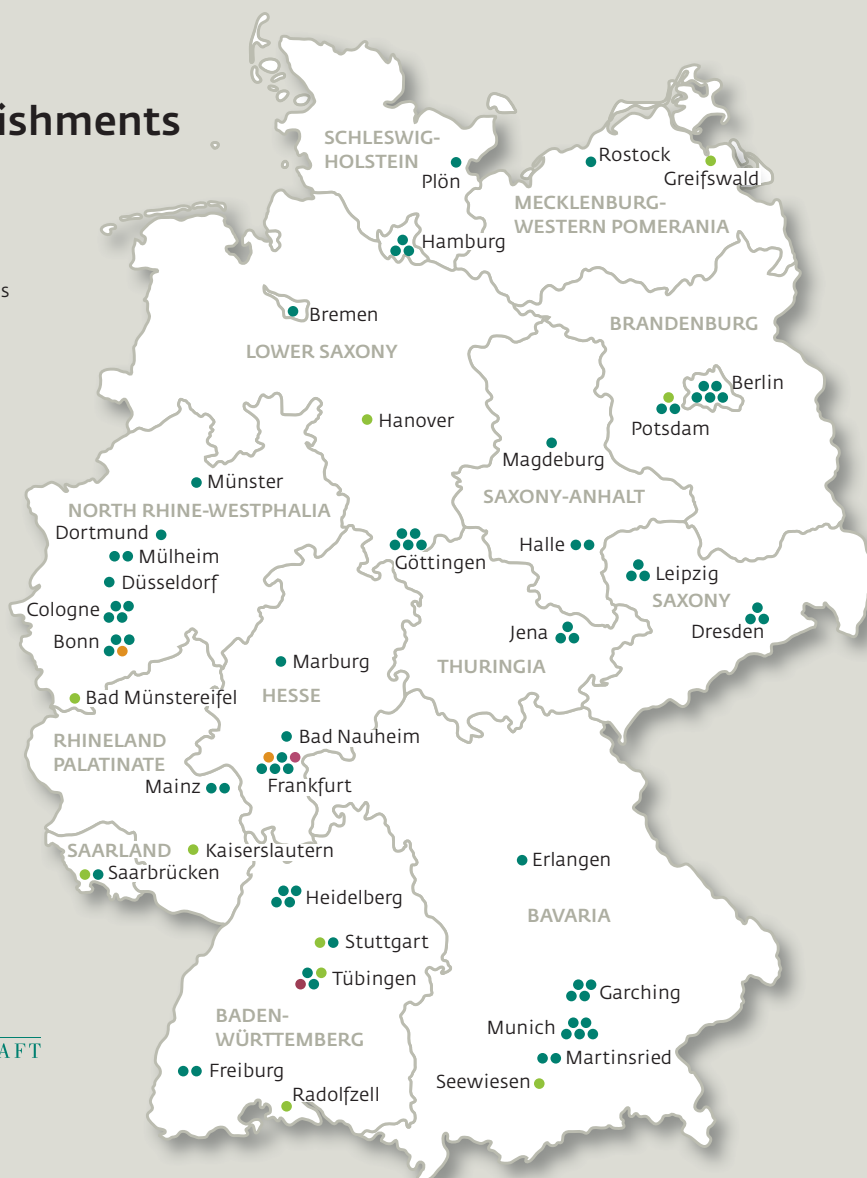 ishments
SCHLESWIG-
HOLSTEIN
Plön
Rostock
Greifswald
MECKLENBURG-
WESTERN POMERANIA
Hamburg
s
Bremen
LOWER SAXONY
BRANDENBURG
Berlin
Potsdam
Hanover
Magdeburg
SAXONY-ANHALT
Münster
NORTH RHINE-WESTPHALIA
Dortmund
Mülheim
Düsseldorf
Cologne
Bonn
Göttingen
Halle
Leipzig
SAXONY
Dresden
Jena
THURINGIA
Marburg
HESSE
Bad Münstereifel
Bad Nauheim
RHINELAND
PALATINATE
Frankfurt
Mainz
SAARLAND
Kaiserslautern
Saarbrücken
Erlangen
Heidelberg
BAVARIA
Stuttgart
Tübingen
Garching
BADEN-
WÜRTTEMBERG
Munich
AFT
Martinsried
Freiburg
Seewiesen
Radolfzell